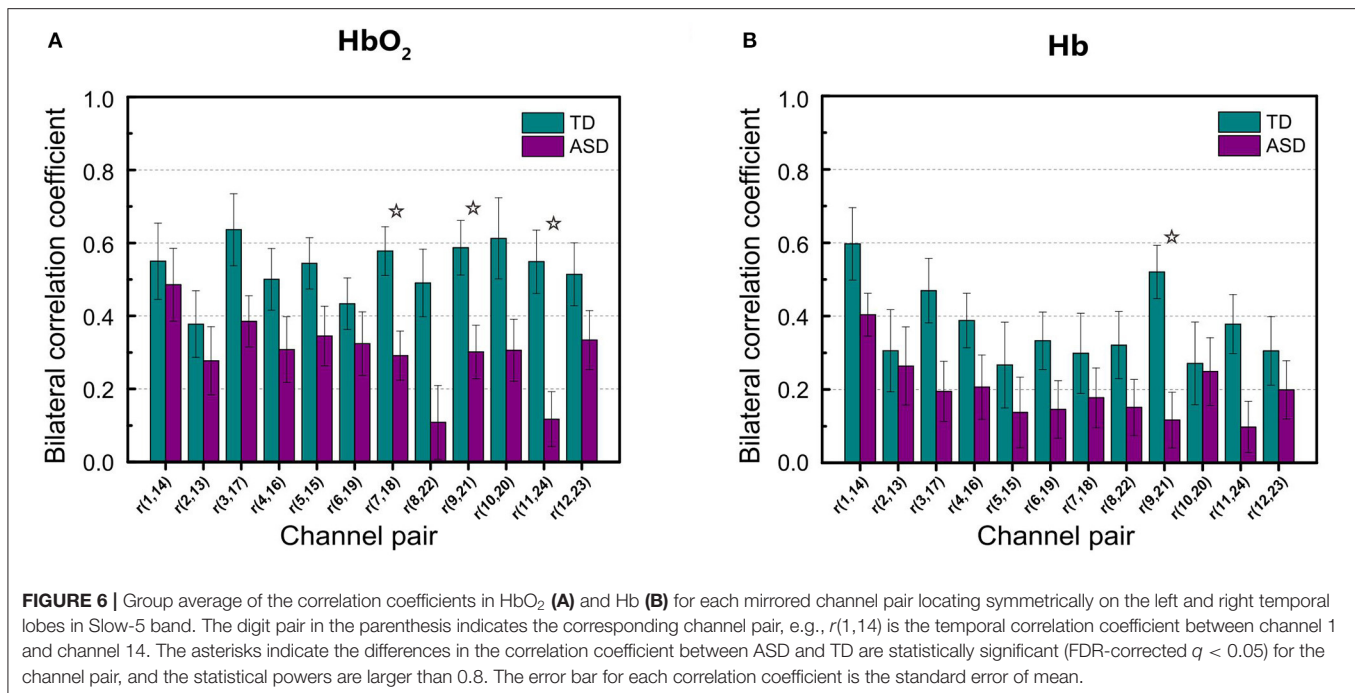 A
HbO₂
Bilateral correlation coefficient
1.0
0.8
0.6
0.4
0.2
0.0
TD
ASD
☆
☆
☆
r(1,14)
r(2,13)
r(3,17)
r(4,16)
r(5,15)
r(6,19)
r(7,18)
r(8,22)
r(9,21)
r(10,20)
r(11,24)
r(12,23)
Channel pair
B
Hb
Bilateral correlation coefficient
1.0
0.8
0.6
0.4
0.2
0.0
TD
ASD
☆
r(1,14)
r(2,13)
r(3,17)
r(4,16)
r(5,15)
r(6,19)
r(7,18)
r(8,22)
r(9,21)
r(10,20)
r(11,24)
r(12,23)
Channel pair
FIGURE 6 | Group average of the correlation coefficients in HbO₂ (A) and Hb (B) for each mirrored channel pair locating symmetrically on the left and right temporal
lobes in Slow-5 band. The digit pair in the parenthesis indicates the corresponding channel pair, e.g., r(1,14) is the temporal correlation coefficient between channel 1
and channel 14. The asterisks indicate the differences in the correlation coefficient between ASD and TD are statistically significant (FDR-corrected q < 0.05) for the
channel pair, and the statistical powers are larger than 0.8. The error bar for each correlation coefficient is the standard error of mean.